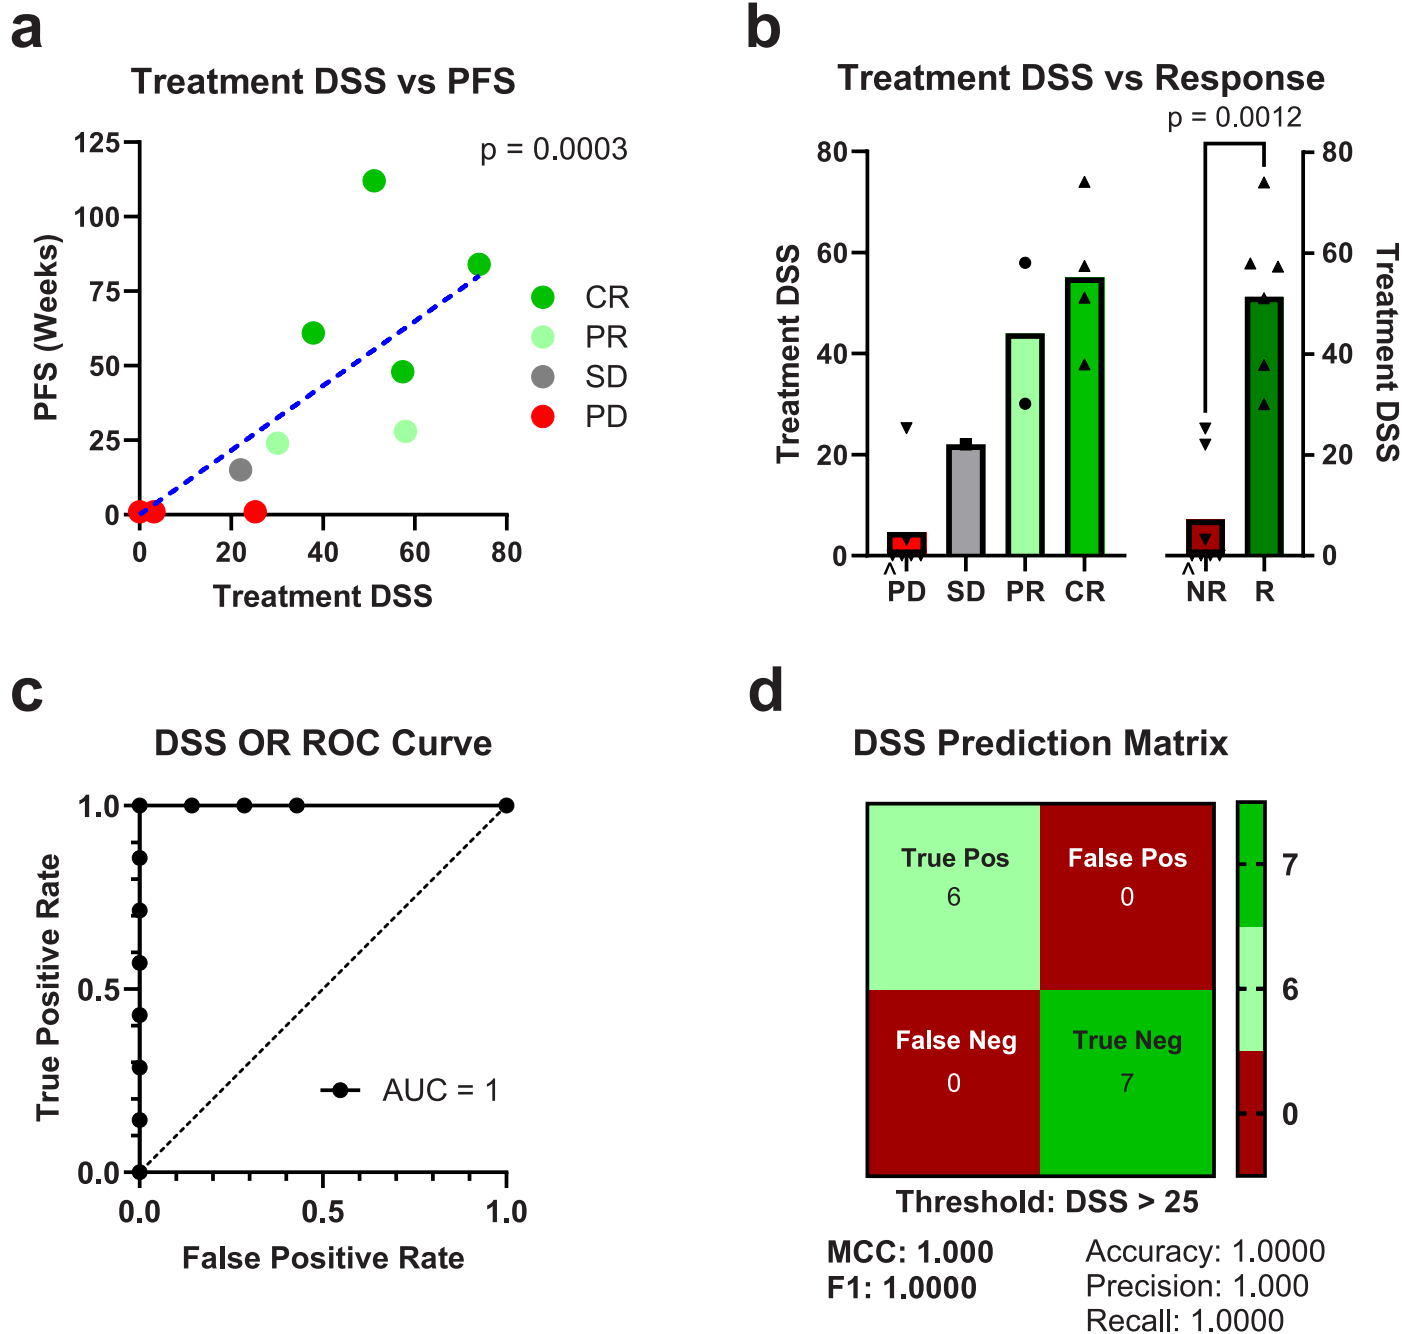 a
Treatment DSS vs PFS
p = 0.0003
125
100
75
50
25
0
PFS (Weeks)
0 20 40 60 80
Treatment DSS
CR
PR
SD
PD
b
Treatment DSS vs Response
p = 0.0012
80
60
40
20
0
Treatment DSS
^
PD SD PR CR
^
NR R
80
60
40
20
0
Treatment DSS
c
DSS OR ROC Curve
1.0
0.5
0.0
True Positive Rate
AUC = 1
0.0 0.5 1.0
False Positive Rate
d
DSS Prediction Matrix
True Pos
6
False Pos
0
False Neg
0
True Neg
7
7
6
0
Threshold: DSS > 25
MCC: 1.000
F1: 1.0000
Accuracy: 1.0000
Precision: 1.000
Recall: 1.0000